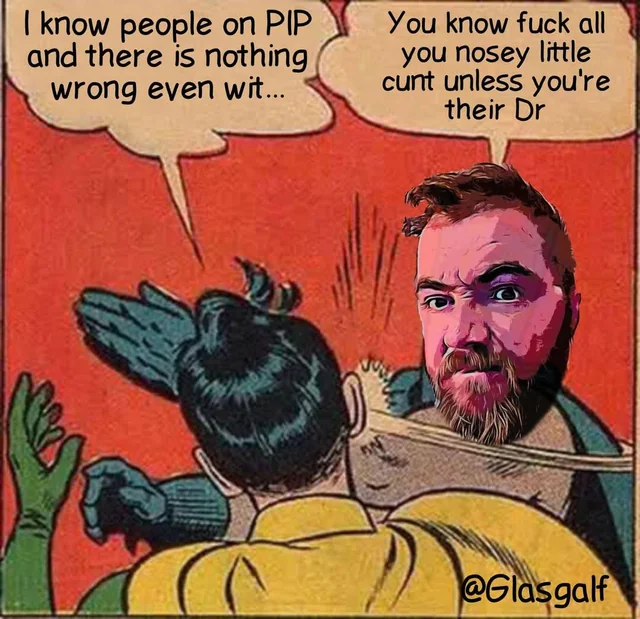 I know people on PIP
and there is nothing
wrong even wit...
You know fuck all
you nosey little
cunt unless you're
their Dr
@Glasgalf